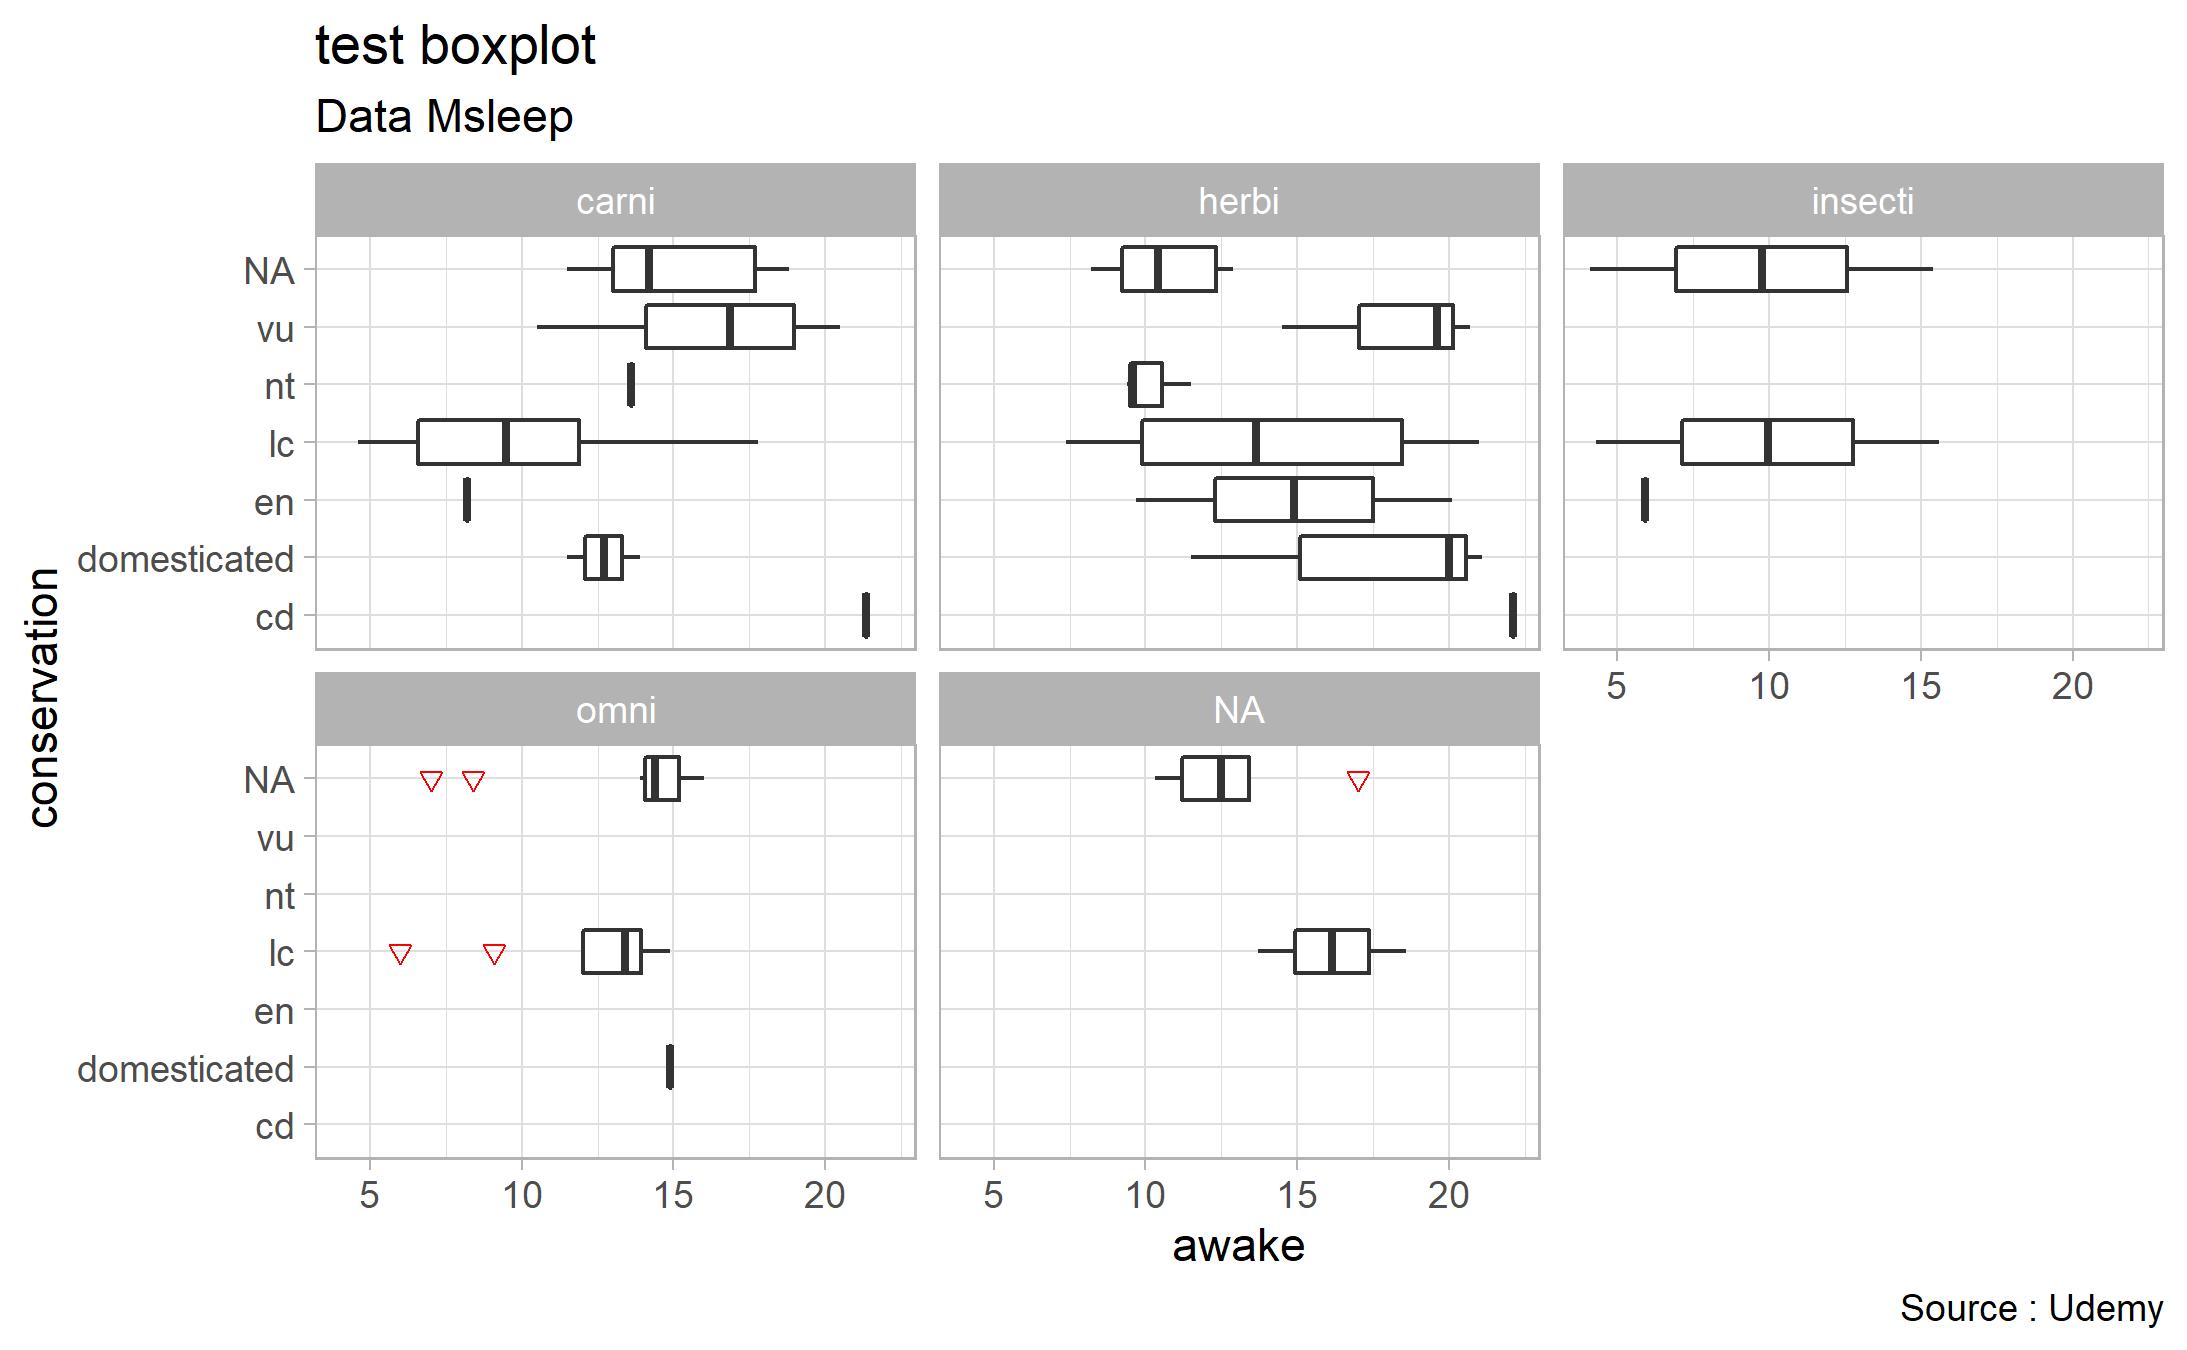 test boxplot
Data Msleep
carni
herbi
insecti
NA
vu
nt
lc
en
domesticated
cd
5 10 15 20
omni
NA
NA
vu
nt
lc
en
domesticated
cd
5 10 15 20
5 10 15 20
conservation
awake
Source : Udemy